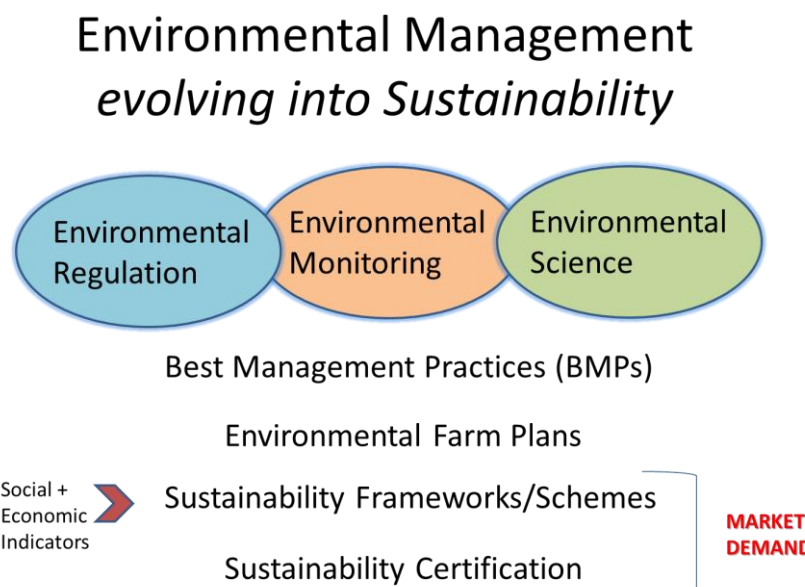 Environmental Management
evolving into Sustainability
Environmental
Regulation
Environmental
Monitoring
Environmental
Science
Best Management Practices (BMPs)
Environmental Farm Plans
Social +
Economic
Indicators
Sustainability Frameworks/Schemes
MARKET
DEMAND
Sustainability Certification